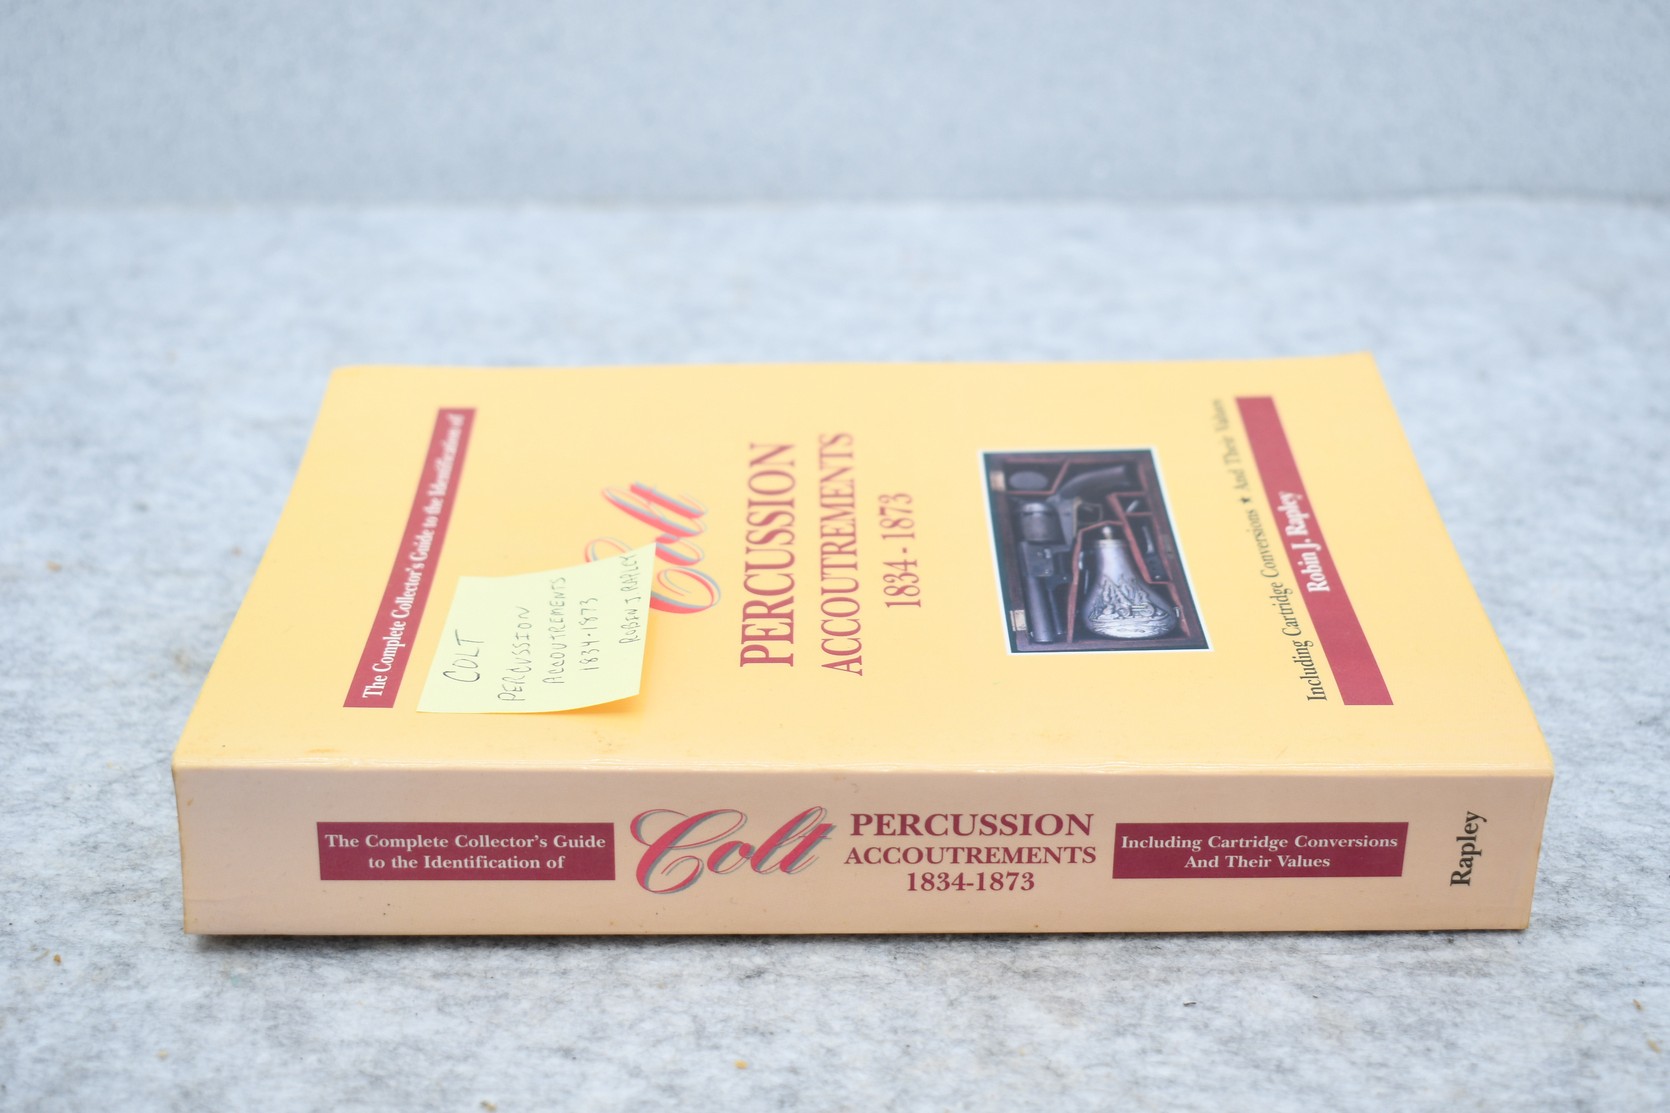 The Complete Collector's Guide to the Identification of
Colt
PERCUSSION
ACCOUTREMENTS
1834 - 1873
Including Cartridge Conversions ★ And Their Values
Robin J. Rapley
COLT
PERCUSSION
ACCOUTREMENTS
1834-1873
ROBIN J RAPLEY
The Complete Collector's Guide
to the Identification of
Colt
PERCUSSION
ACCOUTREMENTS
1834-1873
Including Cartridge Conversions
And Their Values
Rapley